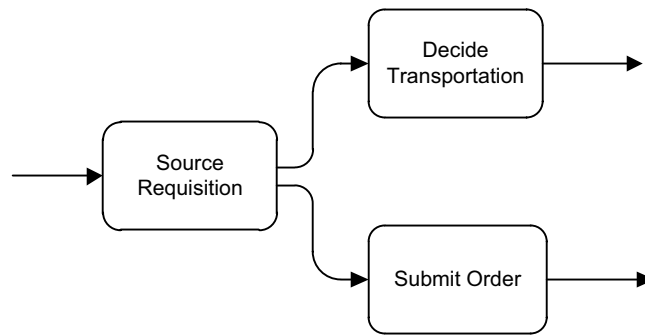 Decide
Transportation
Source
Requisition
Submit Order